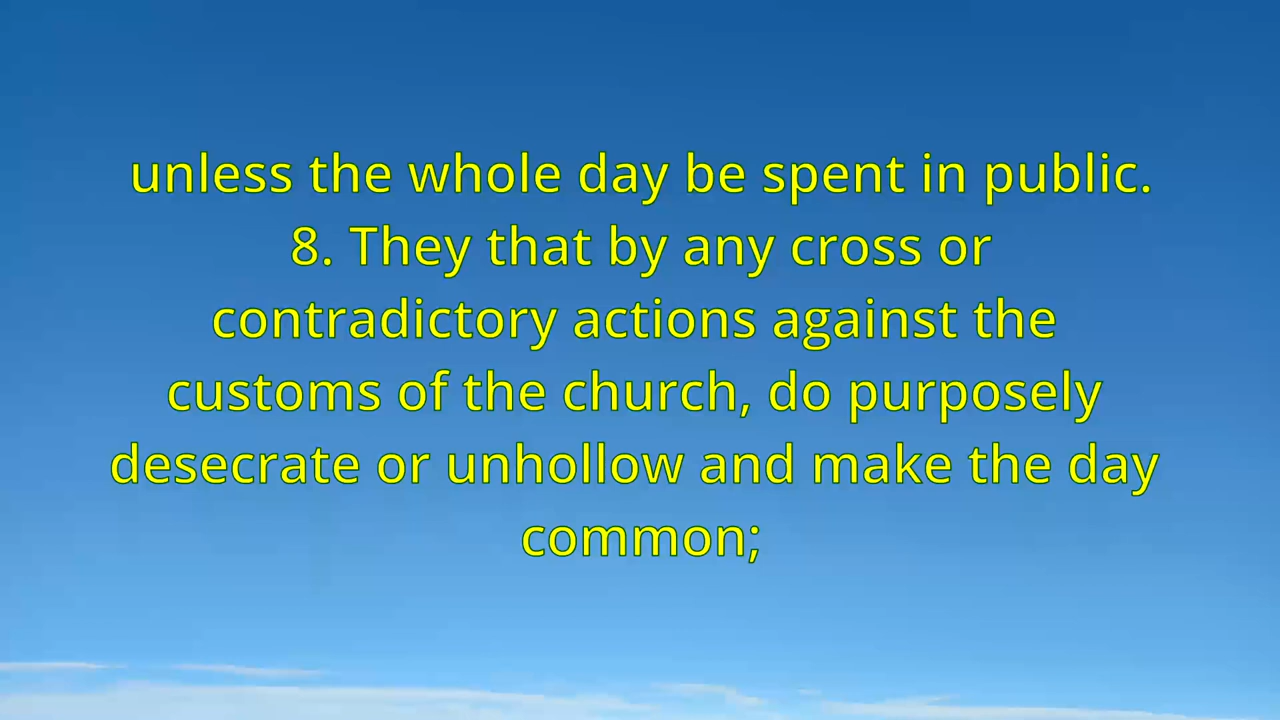 unless the whole day be spent in public.
8. They that by any cross or
contradictory actions against the
customs of the church, do purposely
desecrate or unhollow and make the day
common;